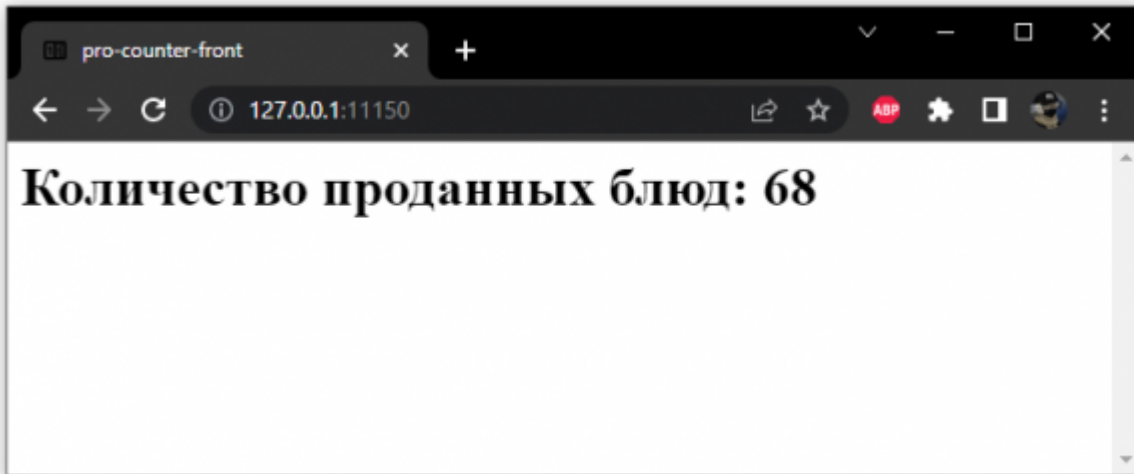 pro-counter-front
127.0.0.1:11150
ABP
Количество проданных блюд: 68